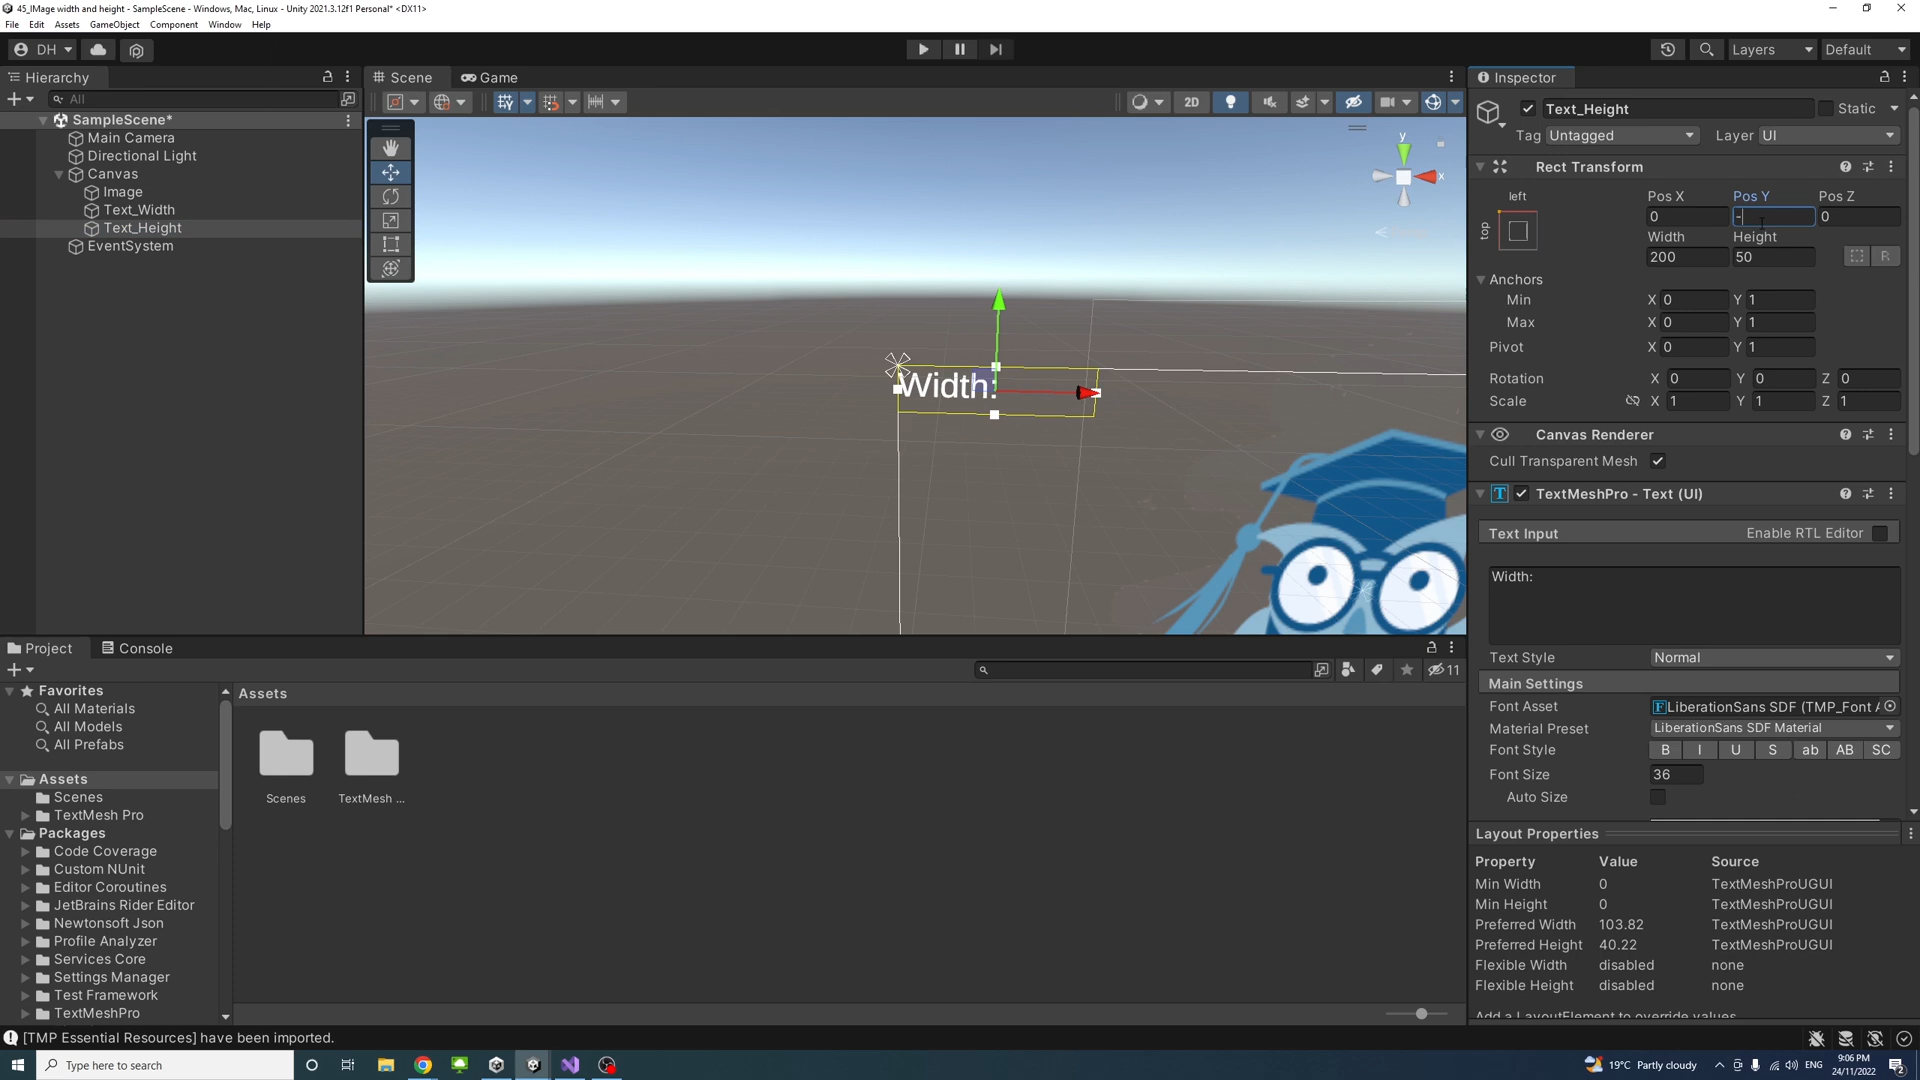 45_IMage width and height - SampleScene - Windows, Mac, Linux - Unity 2021.3.12f1 Personal* <DX11>
File Edit Assets GameObject Component Window Help
DH Layers Default
Hierarchy
All
SampleScene*
Main Camera
Directional Light
Canvas
Image
Text_Width
Text_Height
EventSystem
Scene Game
2D
y
x
Width:
Inspector
Text_Height Static
Tag Untagged Layer UI
Rect Transform
left Pos X Pos Y Pos Z
top 0 - 0
Width Height
200 50 R
Anchors
Min X 0 Y 1
Max X 0 Y 1
Pivot X 0 Y 1
Rotation X 0 Y 0 Z 0
Scale X 1 Y 1 Z 1
Canvas Renderer
Cull Transparent Mesh
TextMeshPro - Text (UI)
Text Input Enable RTL Editor
Width:
Text Style Normal
Main Settings
Font Asset LiberationSans SDF (TMP_Font A
Material Preset LiberationSans SDF Material
Font Style B I U S ab AB SC
Font Size 36
Auto Size
Layout Properties
Property Value Source
Min Width 0 TextMeshProUGUI
Min Height 0 TextMeshProUGUI
Preferred Width 103.82 TextMeshProUGUI
Preferred Height 40.22 TextMeshProUGUI
Flexible Width disabled none
Flexible Height disabled none
Add a LayoutElement to override values
Project Console
11
Favorites
All Materials
All Models
All Prefabs
Assets
Scenes
TextMesh Pro
Packages
Code Coverage
Custom NUnit
Editor Coroutines
JetBrains Rider Editor
Newtonsoft Json
Profile Analyzer
Services Core
Settings Manager
Test Framework
TextMeshPro
Assets
Scenes TextMesh ...
[TMP Essential Resources] have been imported.
Type here to search
19°C Partly cloudy ENG 9:06 PM
24/11/2022
2